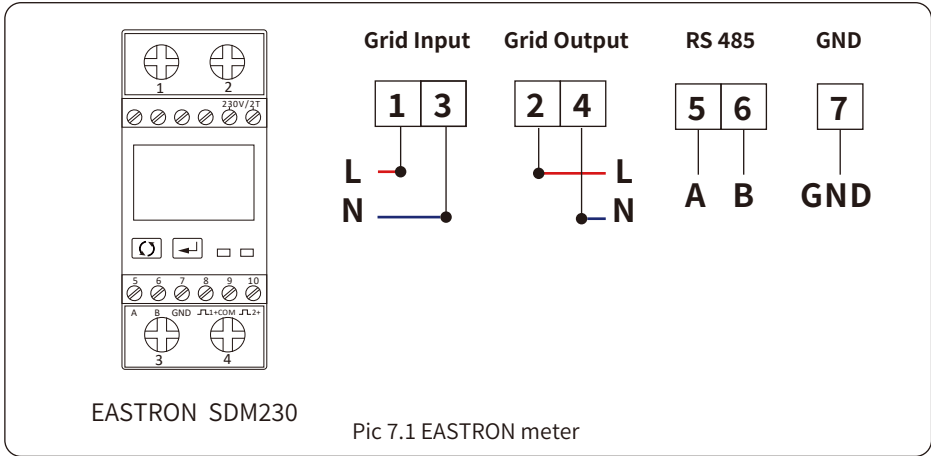 Grid Input Grid Output RS 485 GND
1 2
230V/2T
1 3 2 4 5 6 7
L L
N N
A B GND
5 6 7 8 9 10
A B GND 1+COM 2+
3 4
EASTRON SDM230
Pic 7.1 EASTRON meter